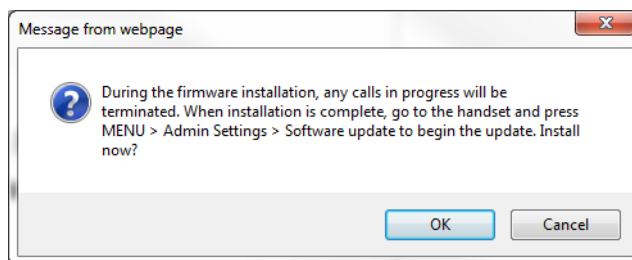 Message from webpage
During the firmware installation, any calls in progress will be
terminated. When installation is complete, go to the handset and press
MENU > Admin Settings > Software update to begin the update. Install
now?
OK
Cancel